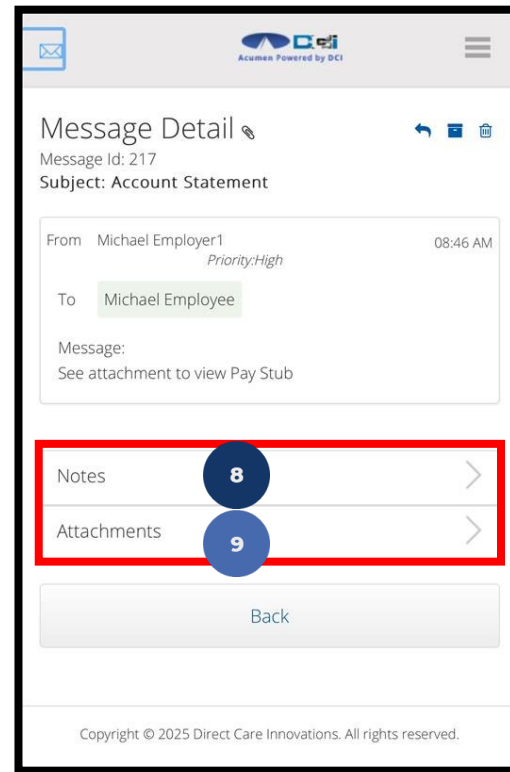 DCI
Acumen Powered by DCI
Message Detail
Message Id: 217
Subject: Account Statement
From Michael Employer1 08:46 AM
Priority:High
To Michael Employee
Message:
See attachment to view Pay Stub
Notes 8
Attachments 9
Back
Copyright © 2025 Direct Care Innovations. All rights reserved.